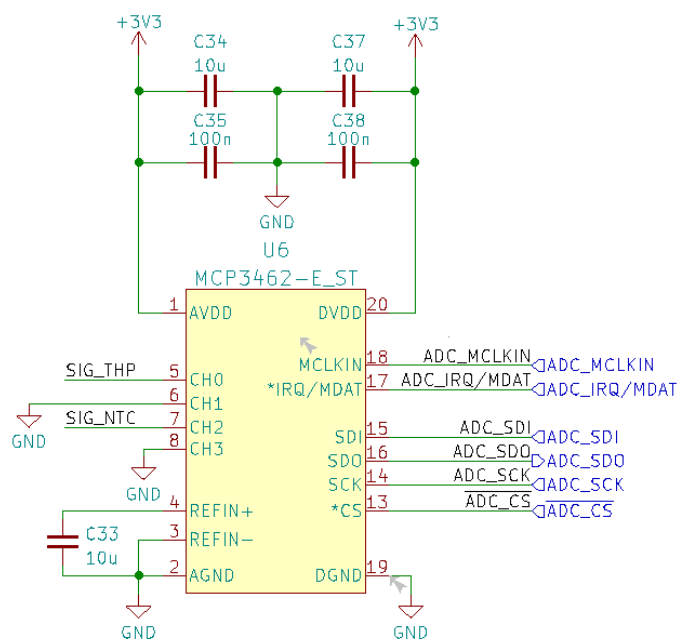 +3V3
+3V3
C34
10u
C37
10u
C35
100n
C38
100n
GND
U6
MCP3462-E_ST
1 AVDD
DVDD 20
MCLKIN 18 ADC_MCLKIN ADC_MCLKIN
*IRQ/MDAT 17 ADC_IRQ/MDAT ADC_IRQ/MDAT
SIG_THP 5 CH0
GND 6 CH1
SIG_NTC 7 CH2
GND 8 CH3
SDI 15 ADC_SDI ADC_SDI
SDO 16 ADC_SDO ADC_SDO
SCK 14 ADC_SCK ADC_SCK
*CS 13 ADC_CS ADC_CS
4 REFIN+
C33
10u
3 REFIN-
2 AGND
DGND 19
GND
GND